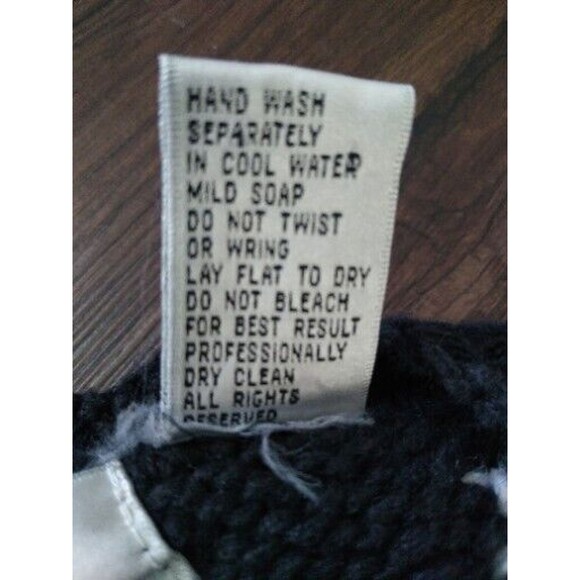 HAND WASH
SEPARATELY
IN COOL WATER
MILD SOAP
DO NOT TWIST
OR WRING
LAY FLAT TO DRY
DO NOT BLEACH
FOR BEST RESULT
PROFESSIONALLY
DRY CLEAN
ALL RIGHTS
RESERVED